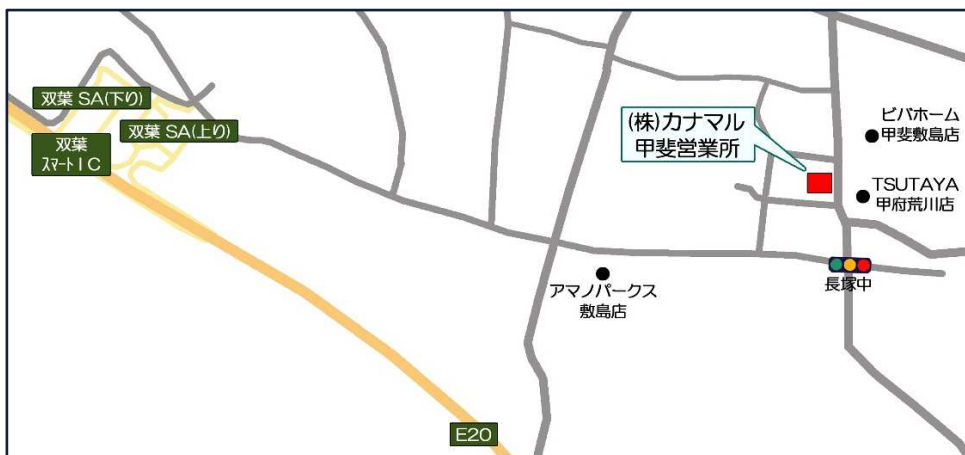 双葉 SA(下り)
双葉 SA(上り)
双葉
スマートIC
(株)カナマル
甲斐営業所
ビバホーム
甲斐敷島店
TSUTAYA
甲府荒川店
長塚中
アマノパークス
敷島店
E20